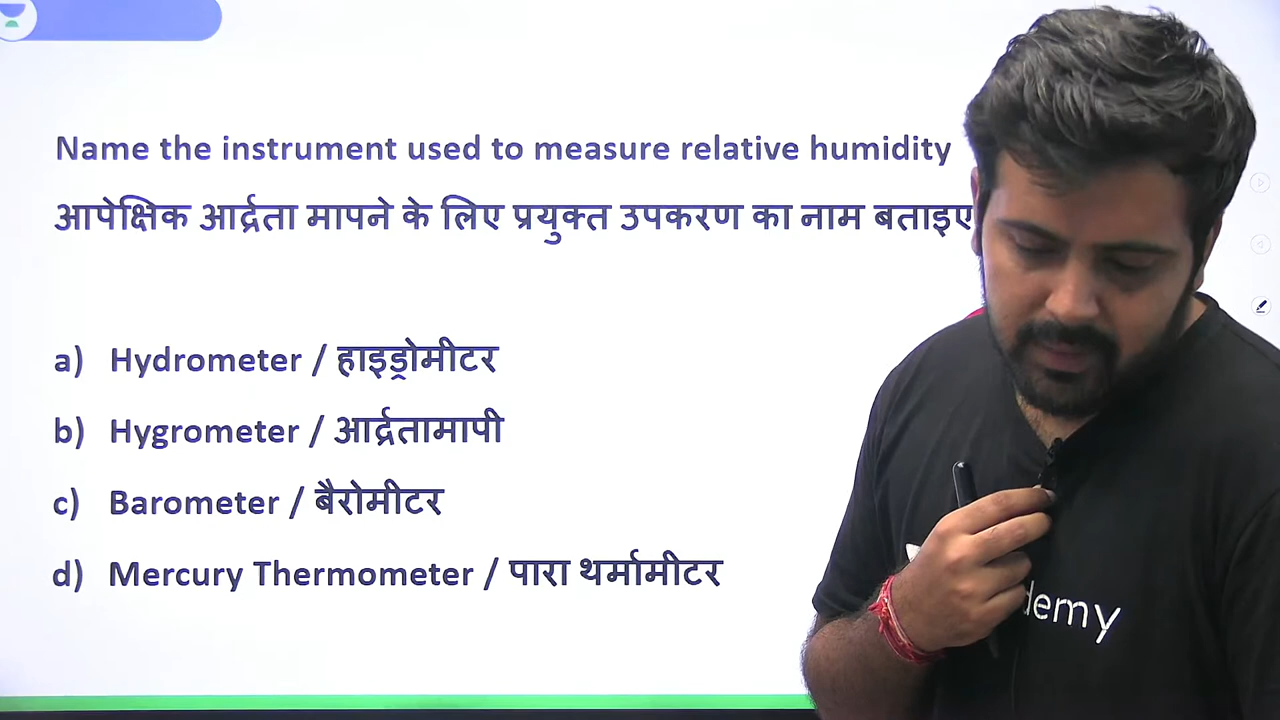 Name the instrument used to measure relative humidity
आपेक्षिक आर्द्रता मापने के लिए प्रयुक्त उपकरण का नाम बताइए
a) Hydrometer / हाइड्रोमीटर
b) Hygrometer / आर्द्रतामापी
c) Barometer / बैरोमीटर
d) Mercury Thermometer / पारा थर्मामीटर
demy